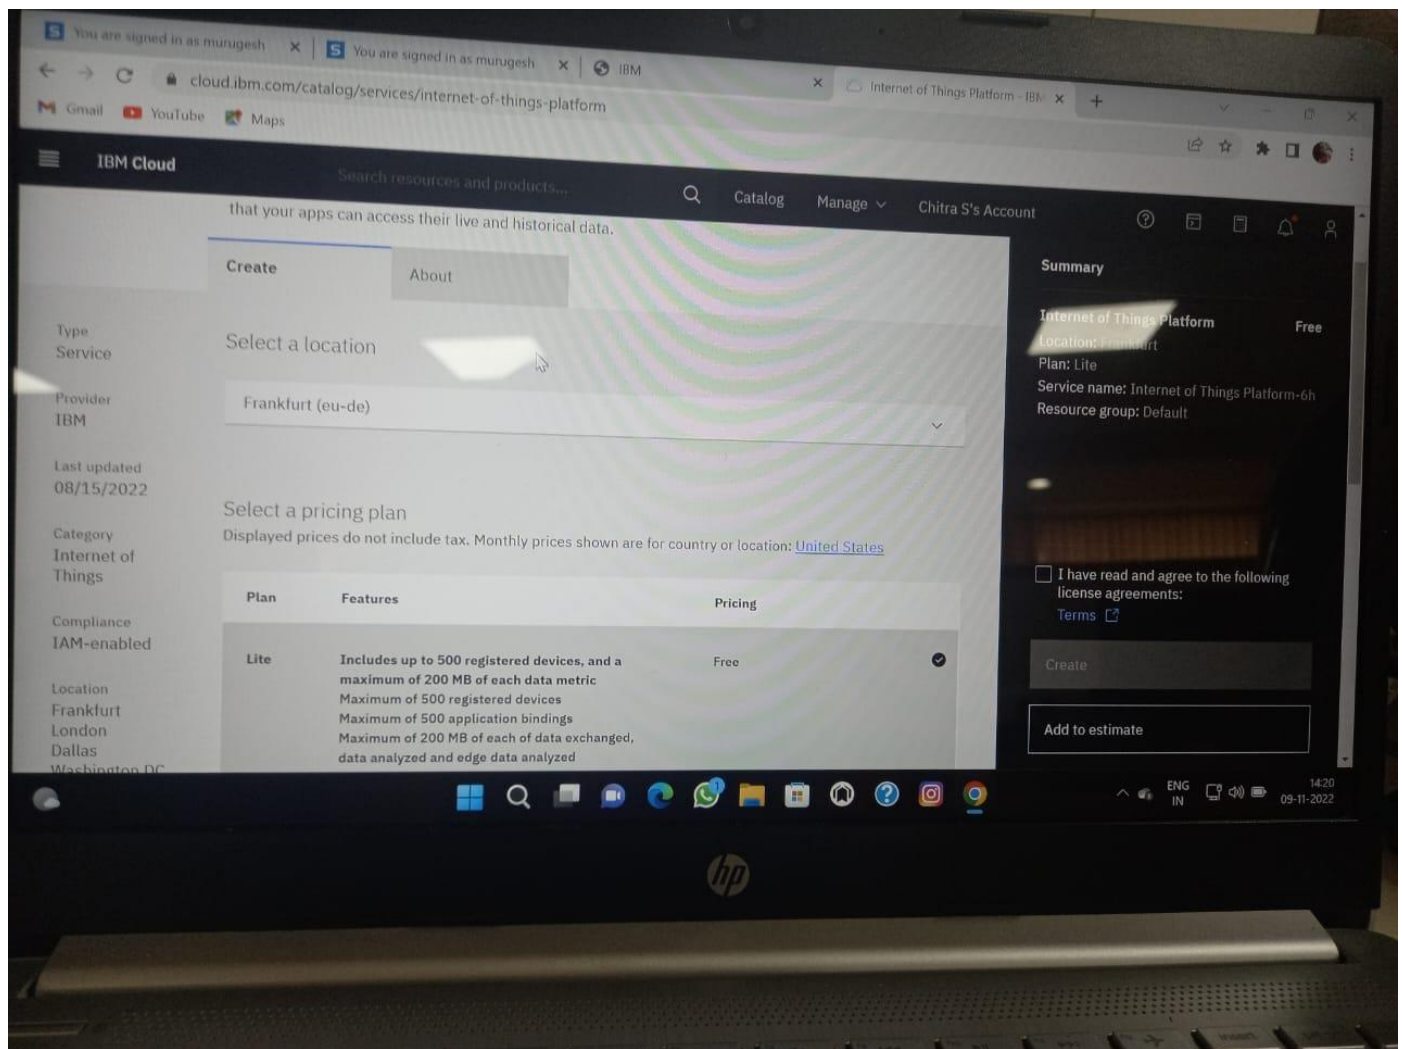 You are signed in as murugesh
You are signed in as murugesh
IBM
Internet of Things Platform - IBM
cloud.ibm.com/catalog/services/internet-of-things-platform
Gmail
YouTube
Maps
IBM Cloud
Search resources and products...
Catalog
Manage
Chitra S's Account
that your apps can access their live and historical data.
Create
About
Type
Service
Provider
IBM
Last updated
08/15/2022
Category
Internet of
Things
Compliance
IAM-enabled
Location
Frankfurt
London
Dallas
Washington DC
Select a location
Frankfurt (eu-de)
Select a pricing plan
Displayed prices do not include tax. Monthly prices shown are for country or location: United States
Plan Features Pricing
Lite Includes up to 500 registered devices, and a Free
maximum of 200 MB of each data metric
Maximum of 500 registered devices
Maximum of 500 application bindings
Maximum of 200 MB of each of data exchanged,
data analyzed and edge data analyzed
Summary
Internet of Things Platform Free
Location: Frankfurt
Plan: Lite
Service name: Internet of Things Platform-6h
Resource group: Default
I have read and agree to the following
license agreements:
Terms
Create
Add to estimate
1
ENG
IN
14:20
09-11-2022
hp
insert